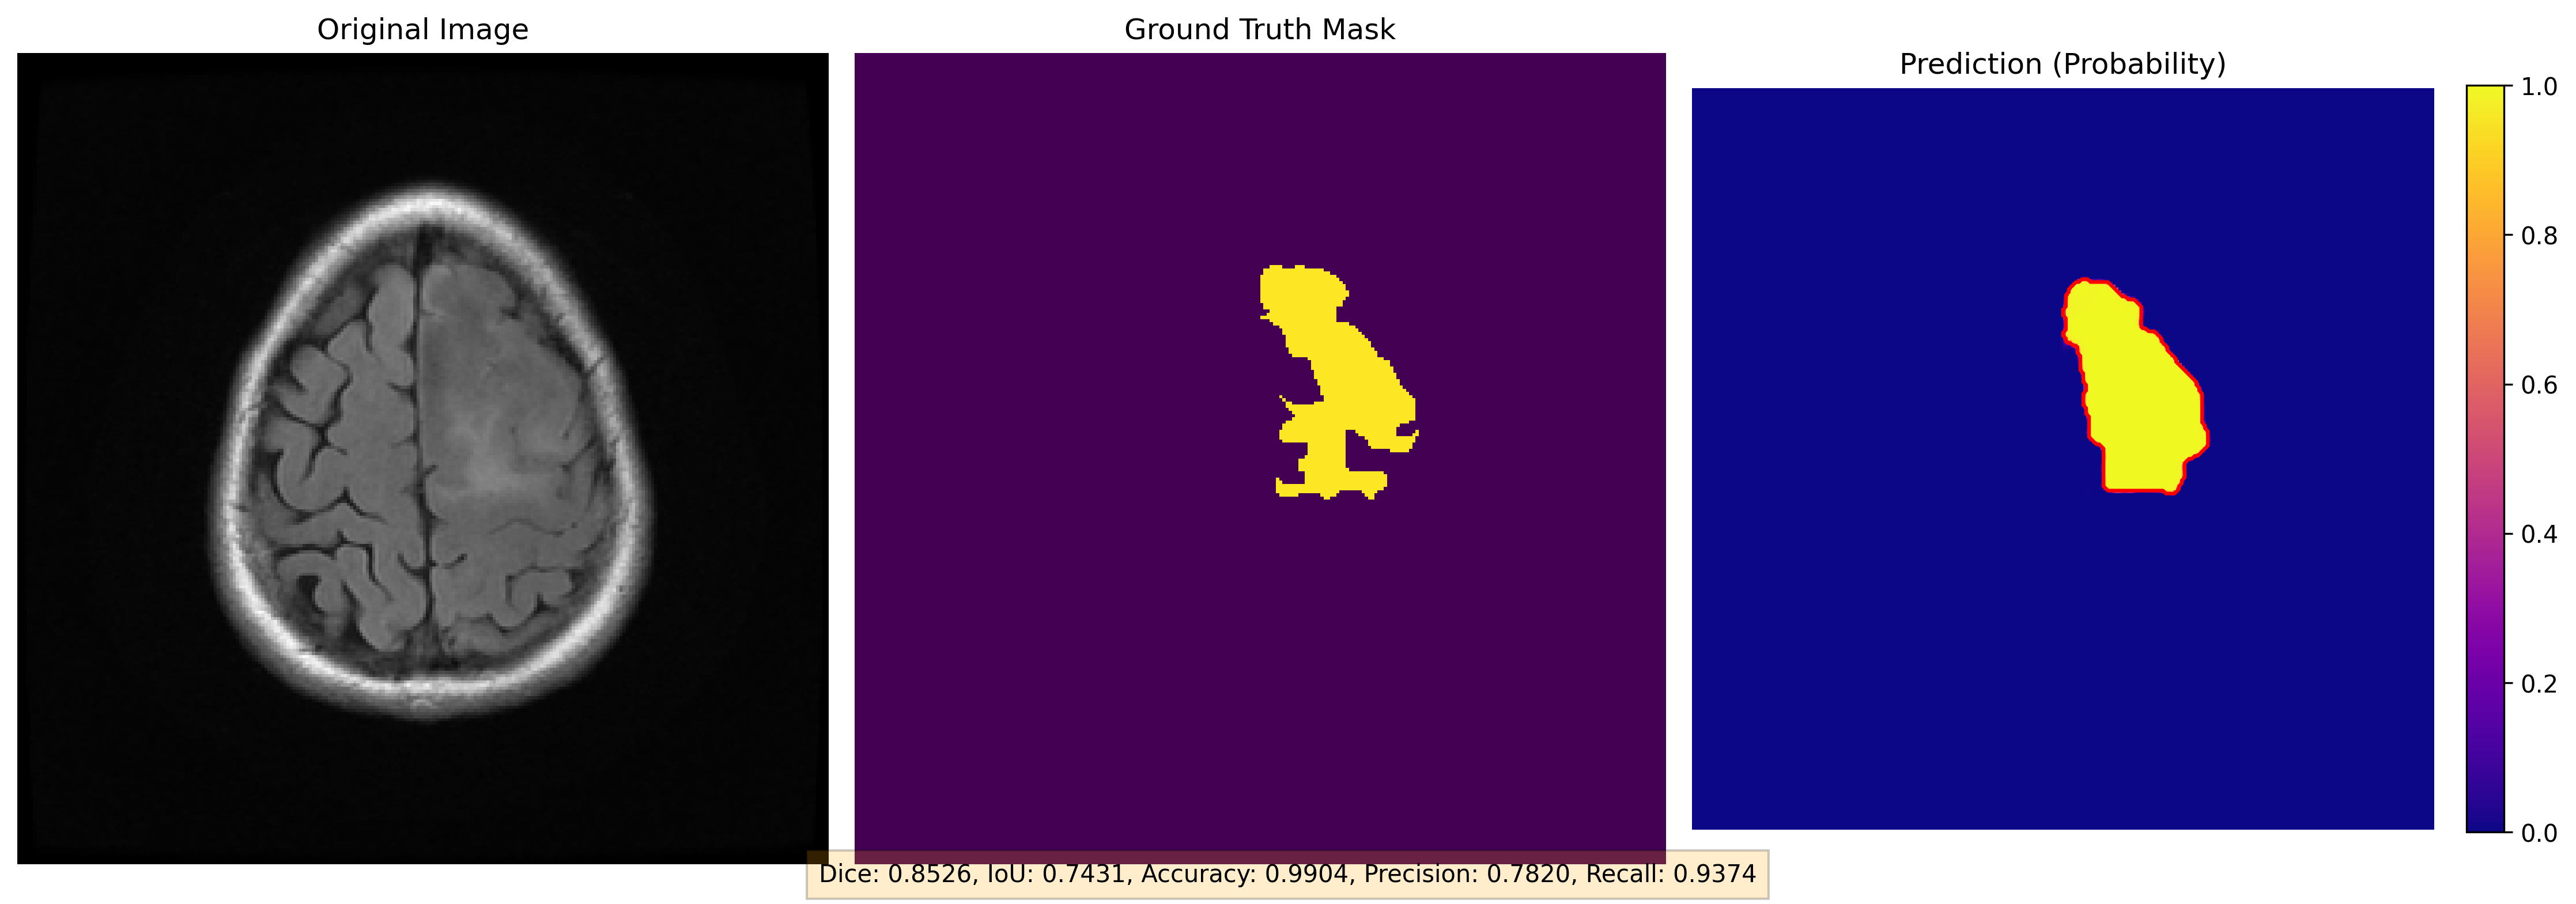 Original Image
Ground Truth Mask
Prediction (Probability)
1.0
0.8
0.6
0.4
0.2
0.0
Dice: 0.8526, IoU: 0.7431, Accuracy: 0.9904, Precision: 0.7820, Recall: 0.9374